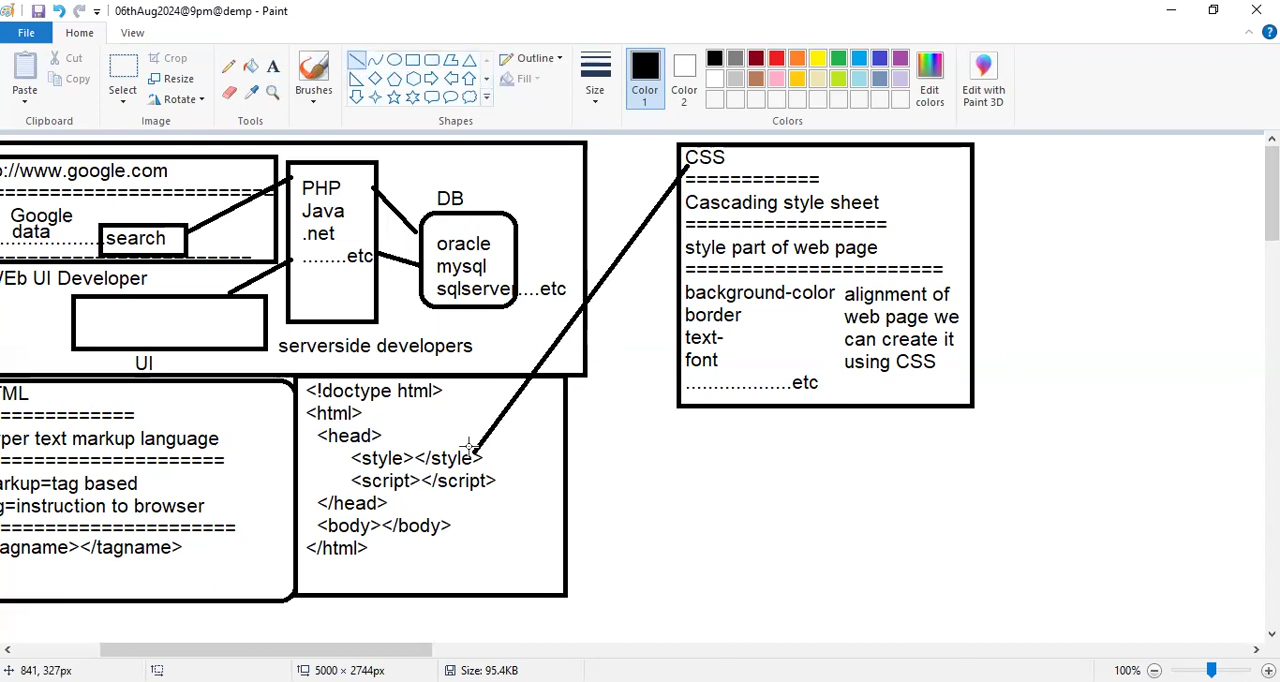 06thAug2024@9pm@demp - Paint
File
Home
View
Paste
Cut
Copy
Clipboard
Select
Crop
Resize
Rotate
Image
Tools
Brushes
Outline
Fill
Shapes
Size
Color 1
Color 2
Edit colors
Edit with Paint 3D
Colors
p://www.google.com
========================
Google
data
....................search
========================
VEb UI Developer
UI
PHP
Java
.net
........etc
DB
oracle
mysql
sqlserver....etc
serverside developers
TML
============
yper text markup language
====================
arkup=tag based
g=instruction to browser
=====================
agname></tagname>
<!doctype html>
<html>
<head>
<style></style>
<script></script>
</head>
<body></body>
</html>
CSS
============
Cascading style sheet
==================
style part of web page
=======================
background-color
border
text-
font
...................etc
alignment of
web page we
can create it
using CSS
841, 327px
5000 × 2744px
Size: 95.4KB
100%